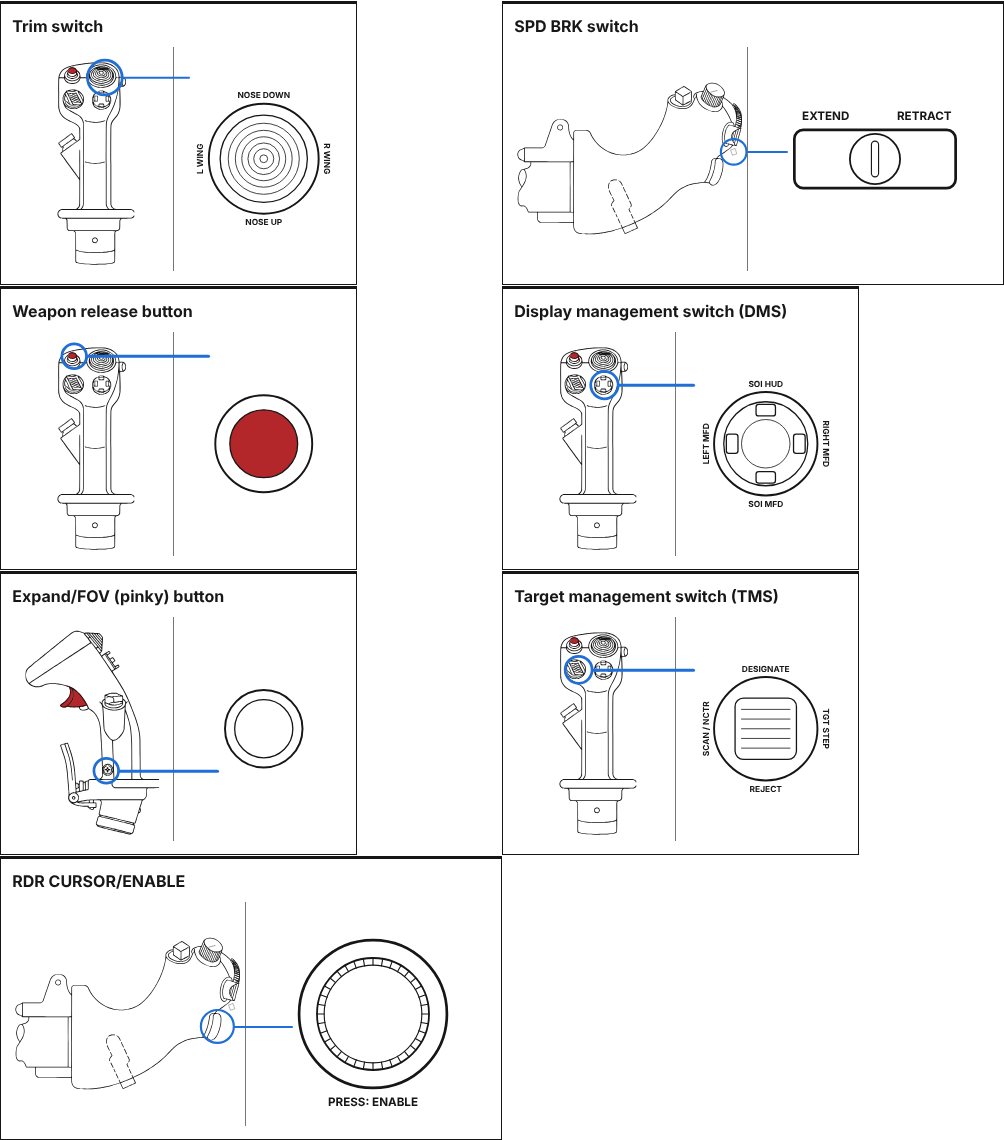 Trim switch
NOSE DOWN
L WING
R WING
NOSE UP
SPD BRK switch
EXTEND
RETRACT
Weapon release button
Display management switch (DMS)
SOI HUD
LEFT MFD
RIGHT MFD
SOI MFD
Expand/FOV (pinky) button
Target management switch (TMS)
DESIGNATE
SCAN / NCTR
TGT STEP
REJECT
RDR CURSOR/ENABLE
PRESS: ENABLE